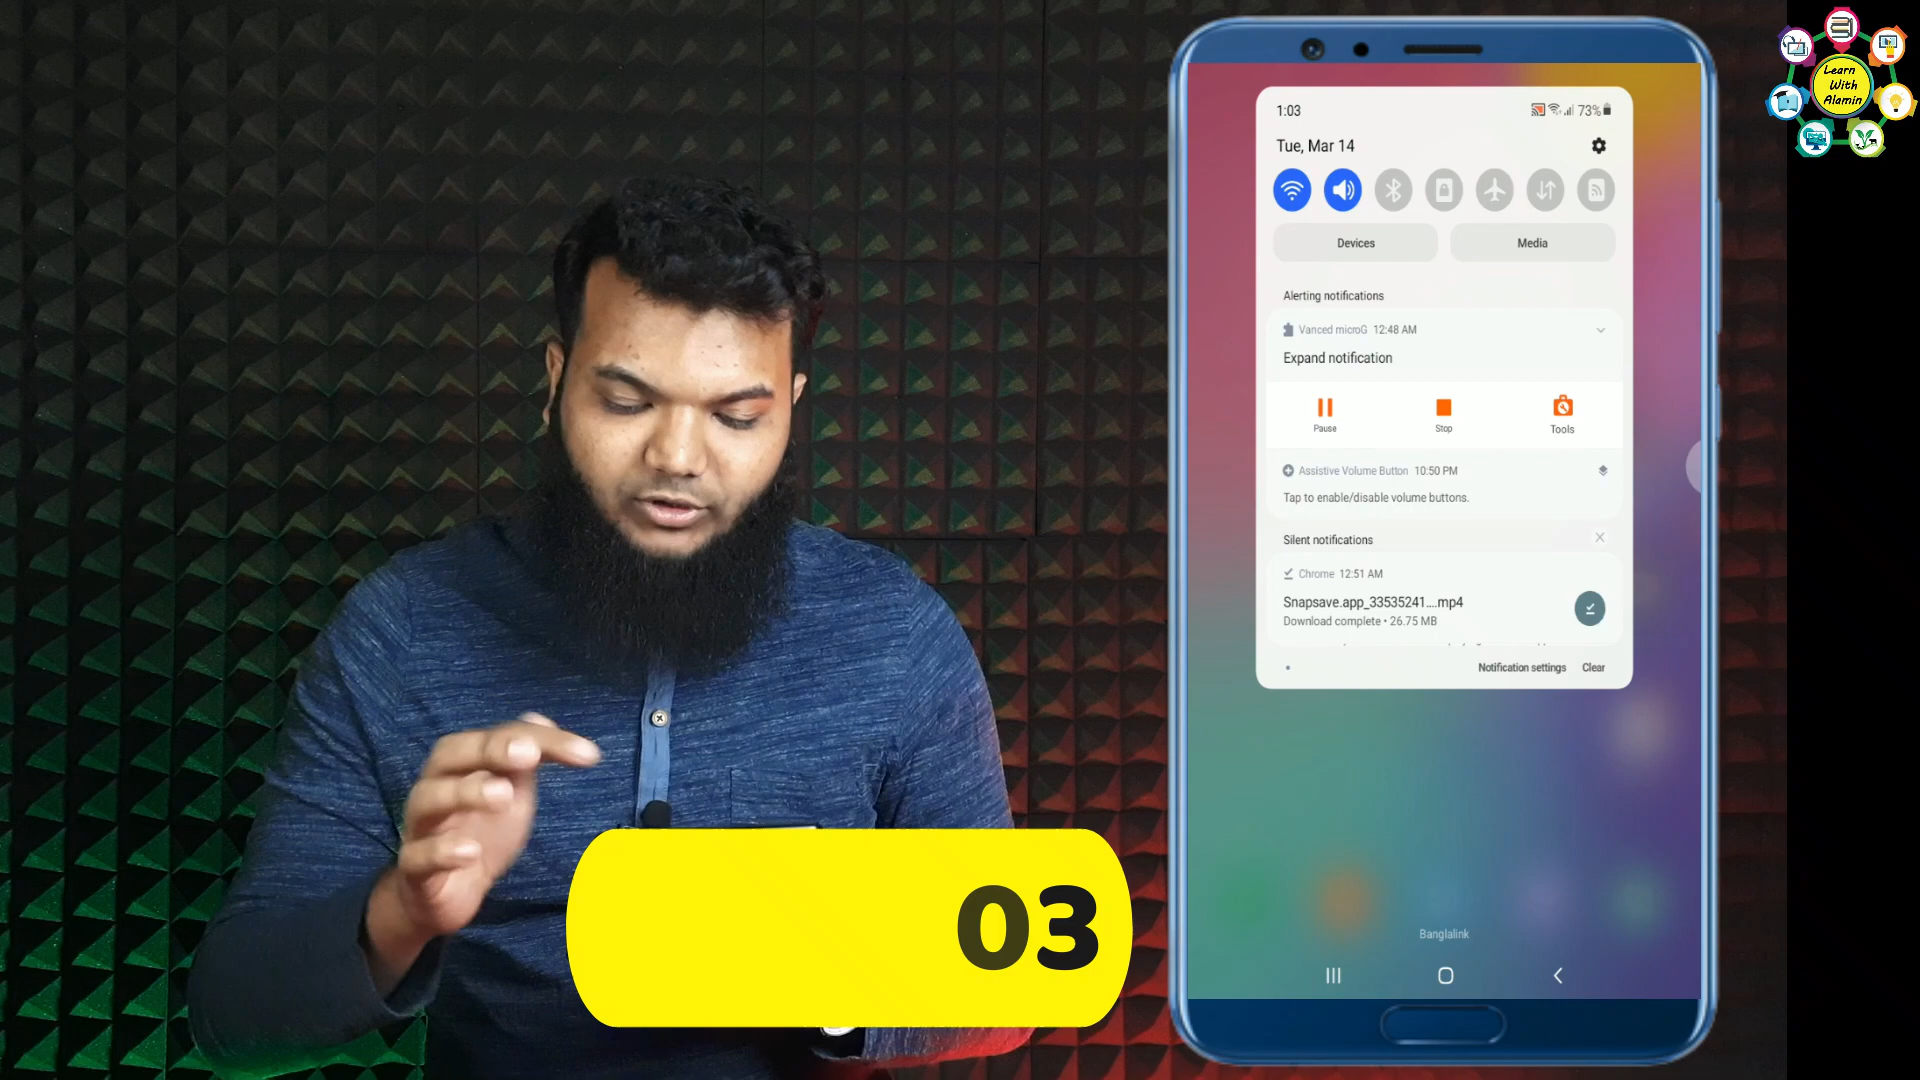 Learn
With
Alamin
1:03
73%
Tue, Mar 14
Devices
Media
Alerting notifications
Vanced microG 12:48 AM
Expand notification
Pause
Stop
Tools
Assistive Volume Button 10:50 PM
Tap to enable/disable volume buttons.
Silent notifications
Chrome 12:51 AM
Snapsave.app_33535241....mp4
Download complete • 26.75 MB
Notification settings
Clear
03
Banglalink